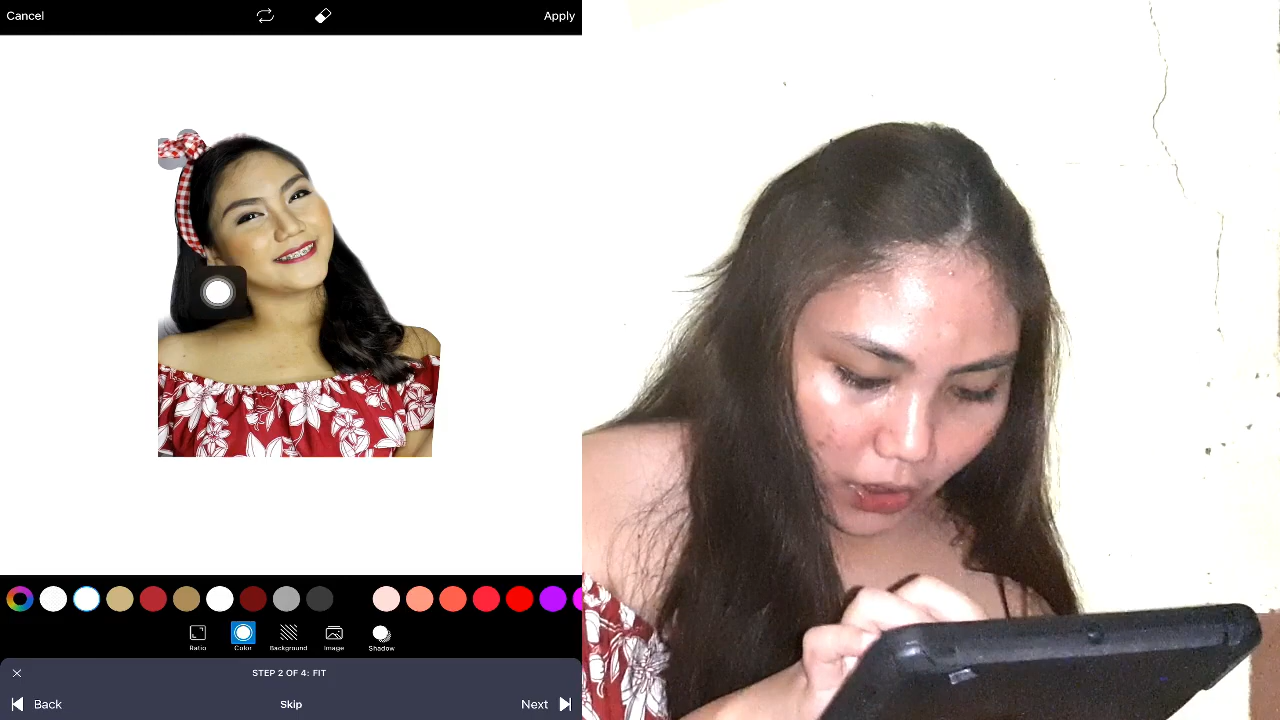 Cancel
Apply
Ratio
Color
Background
Image
Shadow
STEP 2 OF 4: FIT
Back
Skip
Next